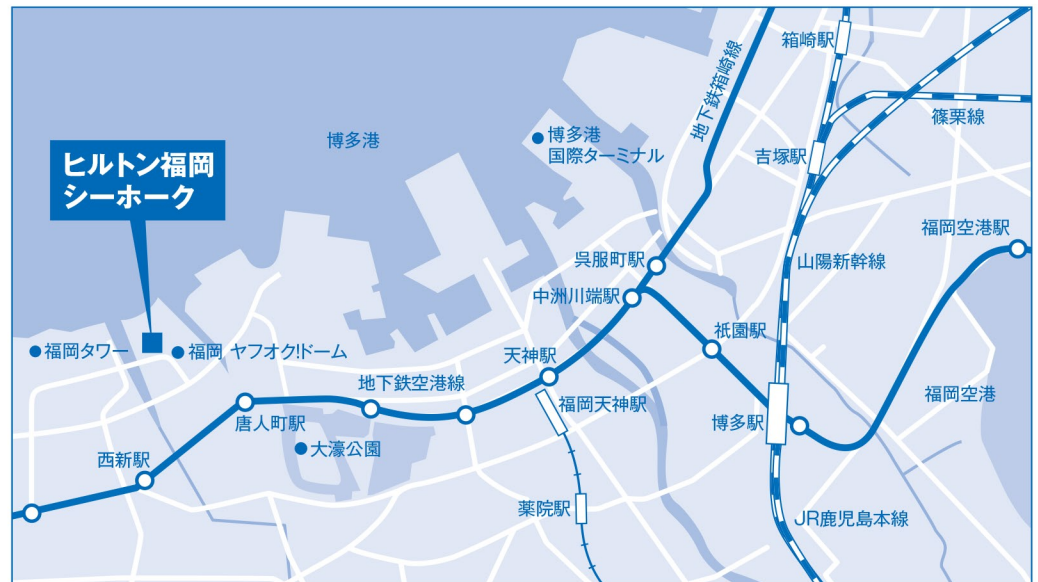 箱崎駅
地下鉄箱崎線
篠栗線
博多港
博多港
国際ターミナル
吉塚駅
ヒルトン福岡
シーホーク
福岡空港駅
呉服町駅
山陽新幹線
中洲川端駅
祇園駅
福岡タワー
福岡 ヤフオク!ドーム
天神駅
地下鉄空港線
福岡天神駅
福岡空港
唐人町駅
博多駅
大濠公園
西新駅
薬院駅
JR鹿児島本線